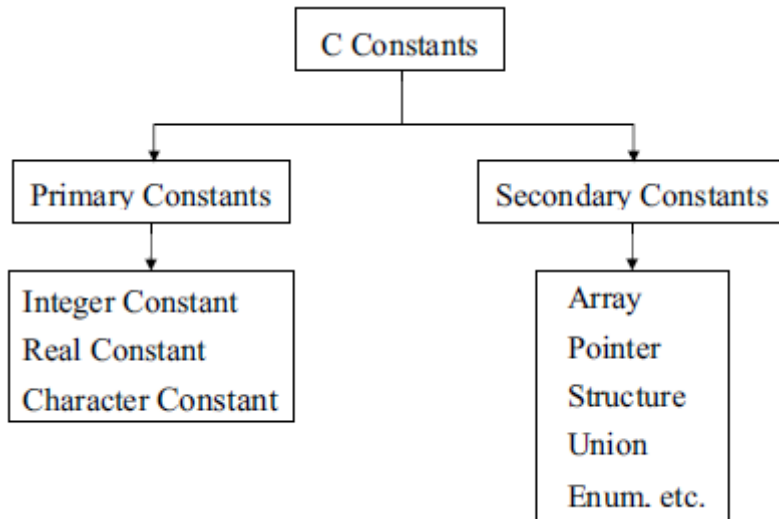 C Constants
Primary Constants
Secondary Constants
Integer Constant
Real Constant
Character Constant
Array
Pointer
Structure
Union
Enum. etc.